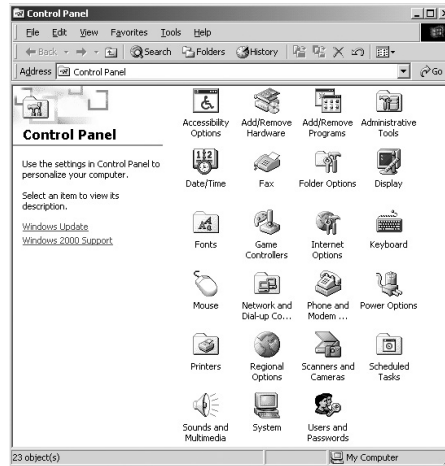 Control Panel
File Edit View Favorites Tools Help
Back Search Folders History
Address Control Panel Go
Control Panel
Use the settings in Control Panel to
personalize your computer.
Select an item to view its
description.
Windows Update
Windows 2000 Support
Accessibility
Options
Add/Remove
Hardware
Add/Remove
Programs
Administrative
Tools
Date/Time
Fax
Folder Options
Display
Fonts
Game
Controllers
Internet
Options
Keyboard
Mouse
Network and
Dial-up Co...
Phone and
Modem ...
Power Options
Printers
Regional
Options
Scanners and
Cameras
Scheduled
Tasks
Sounds and
Multimedia
System
Users and
Passwords
23 object(s) My Computer